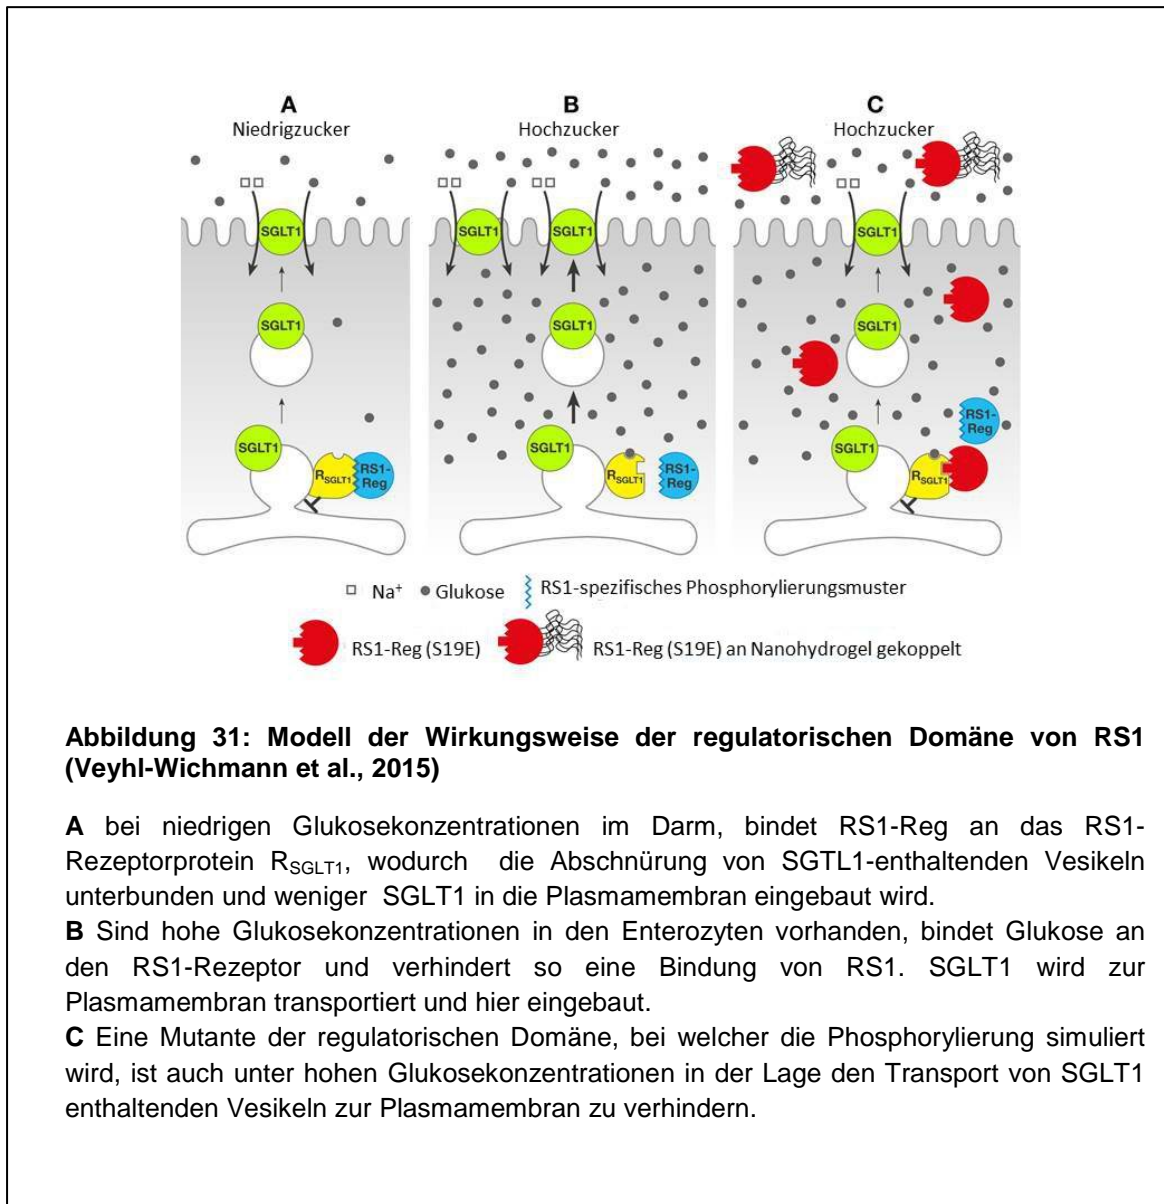 A
Niedrigzucker
B
Hochzucker
C
Hochzucker
SGLT1
SGLT1
SGLT1
R_SGLT1
RS1-
Reg
SGLT1
SGLT1
SGLT1
SGLT1
R_SGLT1
RS1-
Reg
SGLT1
SGLT1
RS1-
Reg
SGLT1
R_SGLT1
Na⁺
Glukose
RS1-spezifisches Phosphorylierungsmuster
RS1-Reg (S19E)
RS1-Reg (S19E) an Nanohydrogel gekoppelt
Abbildung 31: Modell der Wirkungsweise der regulatorischen Domäne von RS1
(Veyhl-Wichmann et al., 2015)
A bei niedrigen Glukosekonzentrationen im Darm, bindet RS1-Reg an das RS1-
Rezeptorprotein R_SGLT1, wodurch die Abschnürung von SGTL1-enthaltenden Vesikeln
unterbunden und weniger SGLT1 in die Plasmamembran eingebaut wird.
B Sind hohe Glukosekonzentrationen in den Enterozyten vorhanden, bindet Glukose an
den RS1-Rezeptor und verhindert so eine Bindung von RS1. SGLT1 wird zur
Plasmamembran transportiert und hier eingebaut.
C Eine Mutante der regulatorischen Domäne, bei welcher die Phosphorylierung simuliert
wird, ist auch unter hohen Glukosekonzentrationen in der Lage den Transport von SGLT1
enthaltenden Vesikeln zur Plasmamembran zu verhindern.